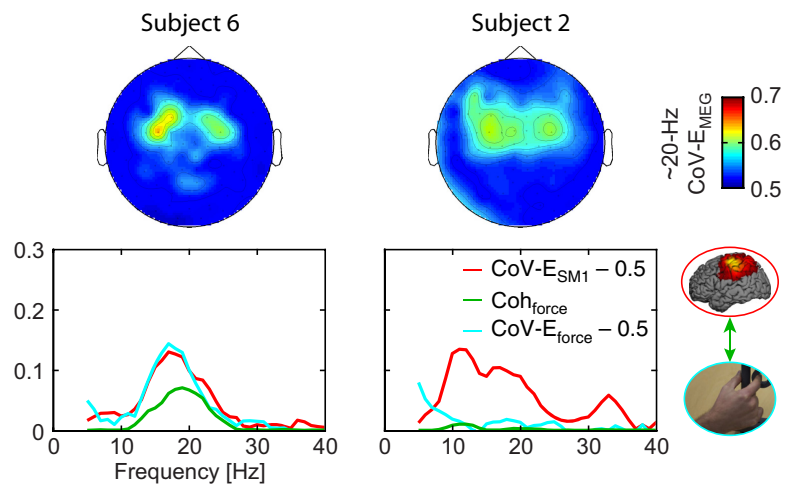 Subject 6
Subject 2
~20-Hz
CoV-E_MEG
0.7
0.6
0.5
0.3
0.2
0.1
0
0 10 20 30 40
Frequency [Hz]
CoV-E_SM1 – 0.5
Coh_force
CoV-E_force – 0.5
0 10 20 30 40